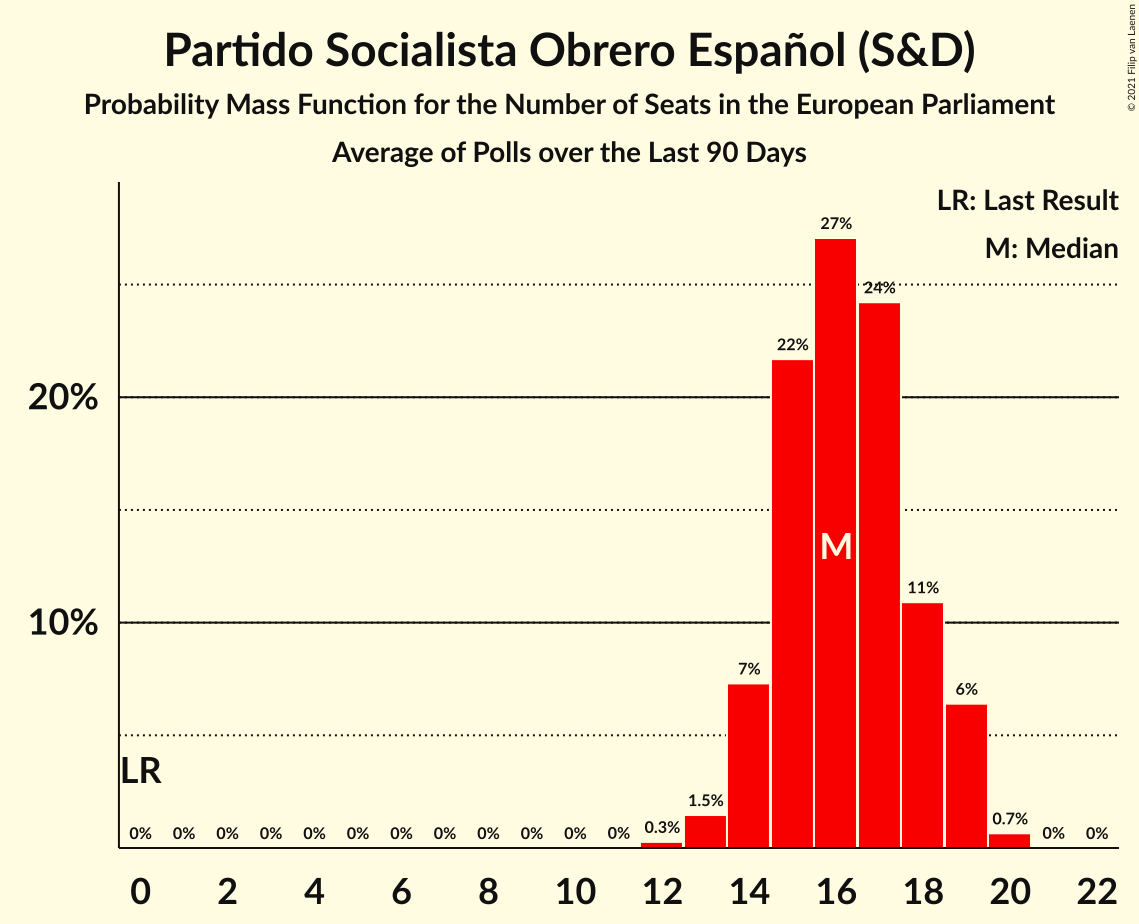 Partido Socialista Obrero Español (S&D)
Probability Mass Function for the Number of Seats in the European Parliament
Average of Polls over the Last 90 Days
© 2021 Filip van Laenen
LR: Last Result
M: Median
27%
24%
22%
20%
M
11%
10%
7%
6%
LR
1.5%
0.3%
0.7%
0% 0% 0% 0% 0% 0% 0% 0% 0% 0% 0% 0% 0% 0%
0 2 4 6 8 10 12 14 16 18 20 22